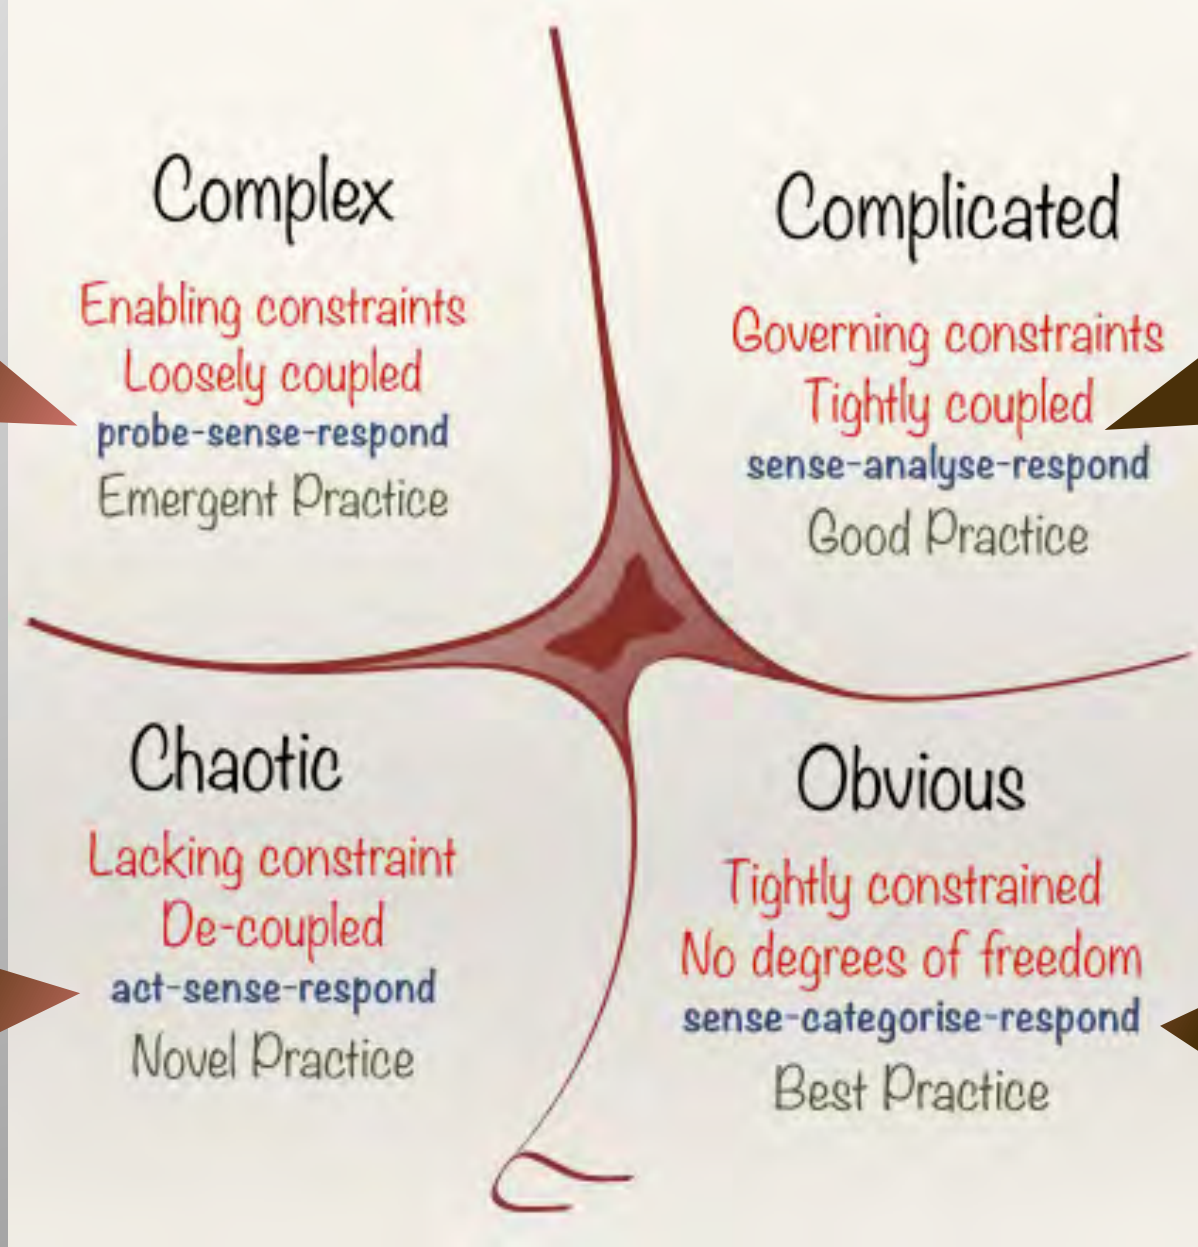 Complex
Enabling constraints
Loosely coupled
probe-sense-respond
Emergent Practice
Complicated
Governing constraints
Tightly coupled
sense-analyse-respond
Good Practice
Chaotic
Lacking constraint
De-coupled
act-sense-respond
Novel Practice
Obvious
Tightly constrained
No degrees of freedom
sense-categorise-respond
Best Practice